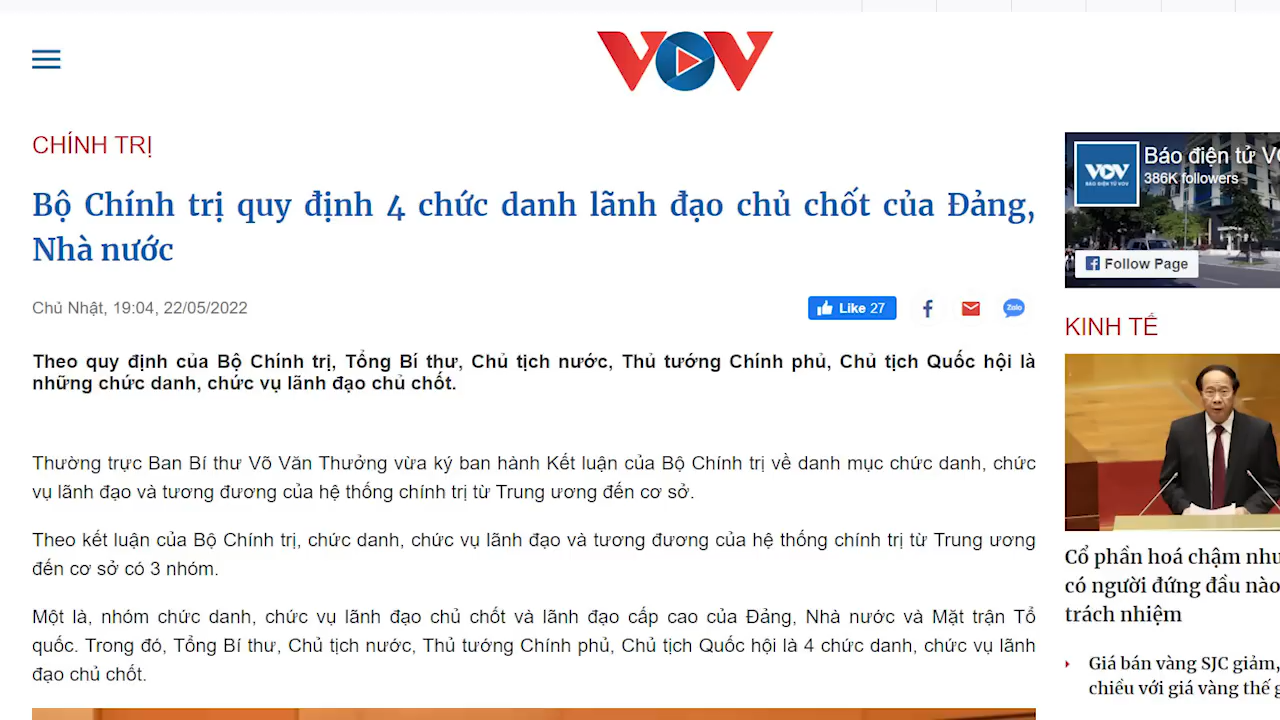 VOV
CHÍNH TRỊ
Bộ Chính trị quy định 4 chức danh lãnh đạo chủ chốt của Đảng,
Nhà nước
Chủ Nhật, 19:04, 22/05/2022
Like 27
Zalo
Theo quy định của Bộ Chính trị, Tổng Bí thư, Chủ tịch nước, Thủ tướng Chính phủ, Chủ tịch Quốc hội là
những chức danh, chức vụ lãnh đạo chủ chốt.
Thường trực Ban Bí thư Võ Văn Thưởng vừa ký ban hành Kết luận của Bộ Chính trị về danh mục chức danh, chức
vụ lãnh đạo và tương đương của hệ thống chính trị từ Trung ương đến cơ sở.
Theo kết luận của Bộ Chính trị, chức danh, chức vụ lãnh đạo và tương đương của hệ thống chính trị từ Trung ương
đến cơ sở có 3 nhóm.
Một là, nhóm chức danh, chức vụ lãnh đạo chủ chốt và lãnh đạo cấp cao của Đảng, Nhà nước và Mặt trận Tổ
quốc. Trong đó, Tổng Bí thư, Chủ tịch nước, Thủ tướng Chính phủ, Chủ tịch Quốc hội là 4 chức danh, chức vụ lãnh
đạo chủ chốt.
VOV
BÁO ĐIỆN TỬ VOV
Báo điện tử VO
386K followers
Follow Page
KINH TẾ
Cổ phần hoá chậm như
có người đứng đầu nào
trách nhiệm
Giá bán vàng SJC giảm,
chiều với giá vàng thế g